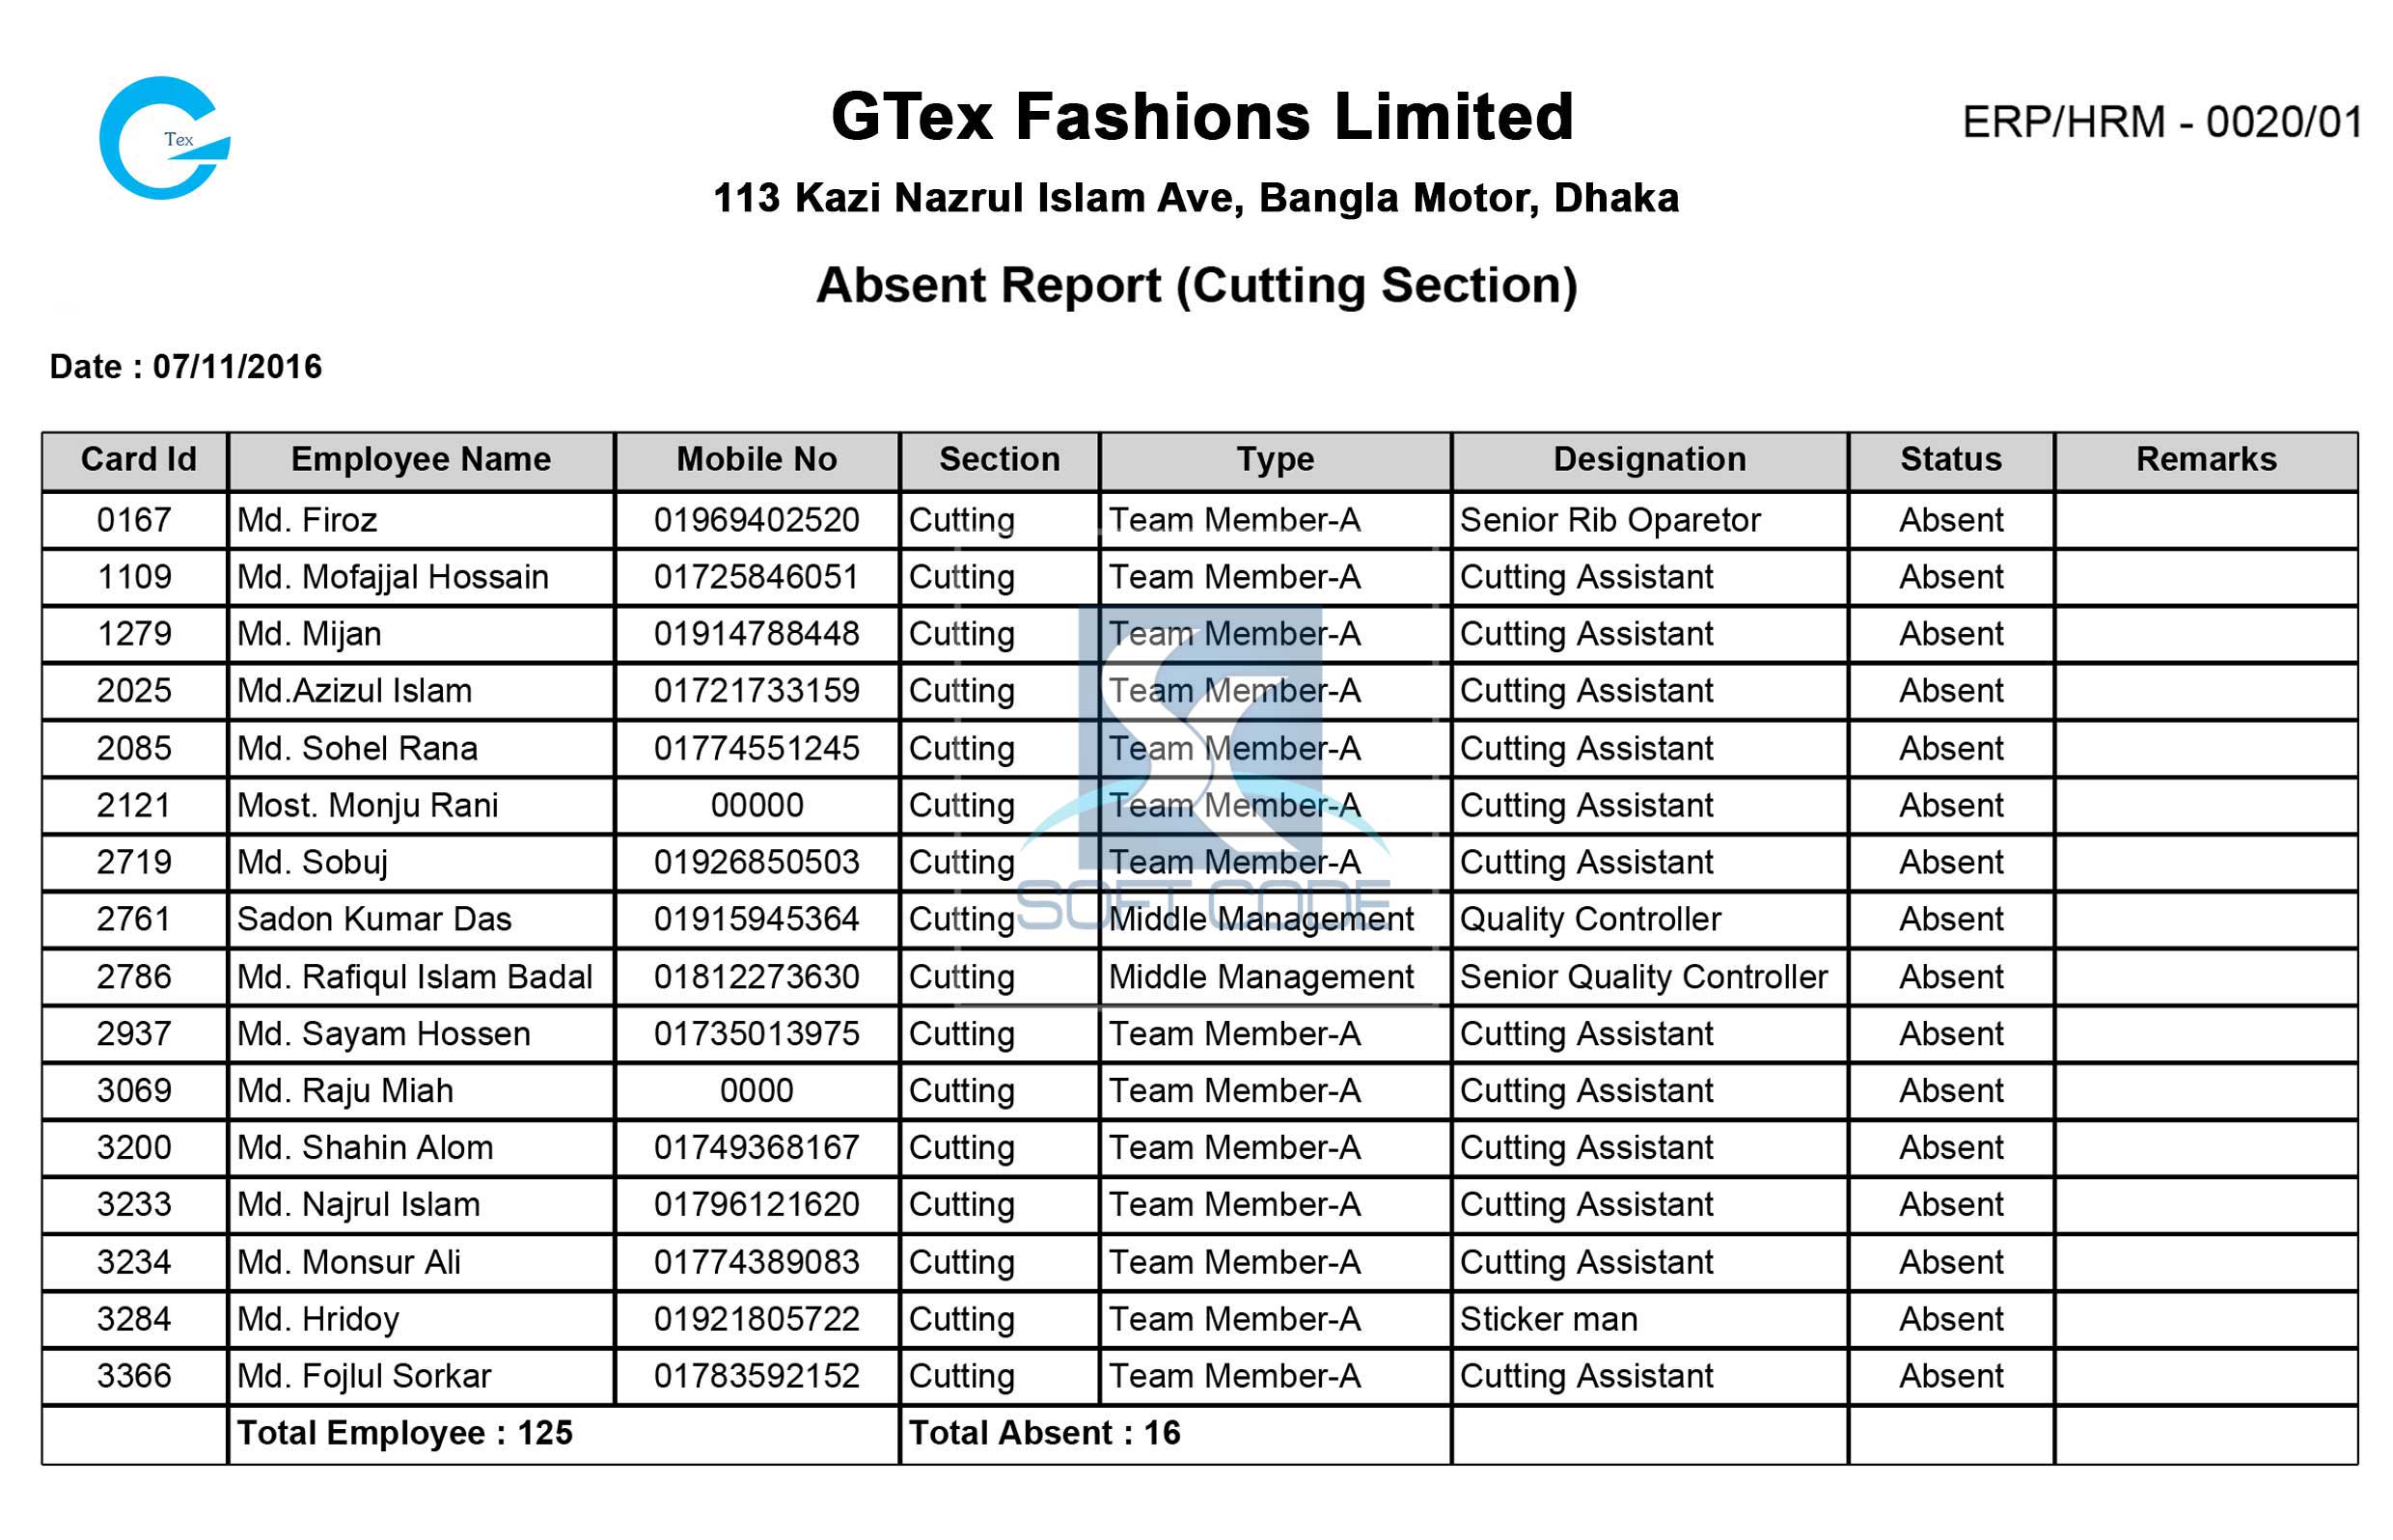 Tex
GTex Fashions Limited
ERP/HRM - 0020/01
113 Kazi Nazrul Islam Ave, Bangla Motor, Dhaka
Absent Report (Cutting Section)
Date : 07/11/2016
Card Id Employee Name Mobile No Section Type Designation Status Remarks
0167 Md. Firoz 01969402520 Cutting Team Member-A Senior Rib Oparetor Absent
1109 Md. Mofajjal Hossain 01725846051 Cutting Team Member-A Cutting Assistant Absent
1279 Md. Mijan 01914788448 Cutting Team Member-A Cutting Assistant Absent
2025 Md.Azizul Islam 01721733159 Cutting Team Member-A Cutting Assistant Absent
2085 Md. Sohel Rana 01774551245 Cutting Team Member-A Cutting Assistant Absent
2121 Most. Monju Rani 00000 Cutting Team Member-A Cutting Assistant Absent
2719 Md. Sobuj 01926850503 Cutting Team Member-A Cutting Assistant Absent
SOFT CODE
2761 Sadon Kumar Das 01915945364 Cutting Middle Management Quality Controller Absent
2786 Md. Rafiqul Islam Badal 01812273630 Cutting Middle Management Senior Quality Controller Absent
2937 Md. Sayam Hossen 01735013975 Cutting Team Member-A Cutting Assistant Absent
3069 Md. Raju Miah 0000 Cutting Team Member-A Cutting Assistant Absent
3200 Md. Shahin Alom 01749368167 Cutting Team Member-A Cutting Assistant Absent
3233 Md. Najrul Islam 01796121620 Cutting Team Member-A Cutting Assistant Absent
3234 Md. Monsur Ali 01774389083 Cutting Team Member-A Cutting Assistant Absent
3284 Md. Hridoy 01921805722 Cutting Team Member-A Sticker man Absent
3366 Md. Fojlul Sorkar 01783592152 Cutting Team Member-A Cutting Assistant Absent
Total Employee : 125 Total Absent : 16